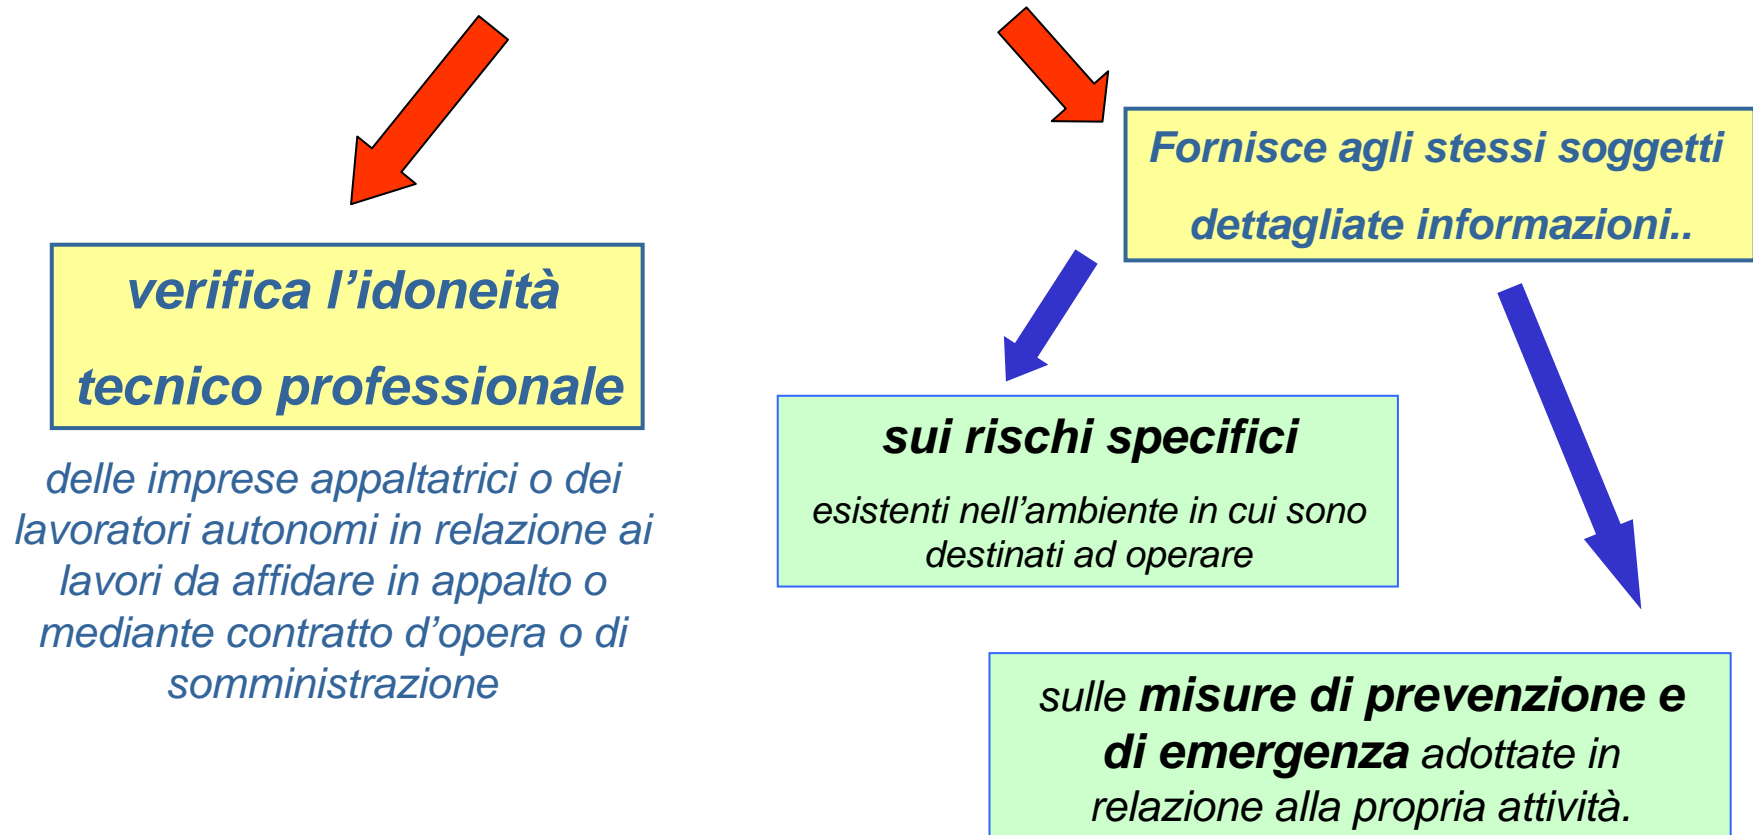 verifica l’idoneità
tecnico professionale
delle imprese appaltatrici o dei
lavoratori autonomi in relazione ai
lavori da affidare in appalto o
mediante contratto d’opera o di
somministrazione
Fornisce agli stessi soggetti
dettagliate informazioni..
sui rischi specifici
esistenti nell’ambiente in cui sono
destinati ad operare
sulle misure di prevenzione e
di emergenza adottate in
relazione alla propria attività.